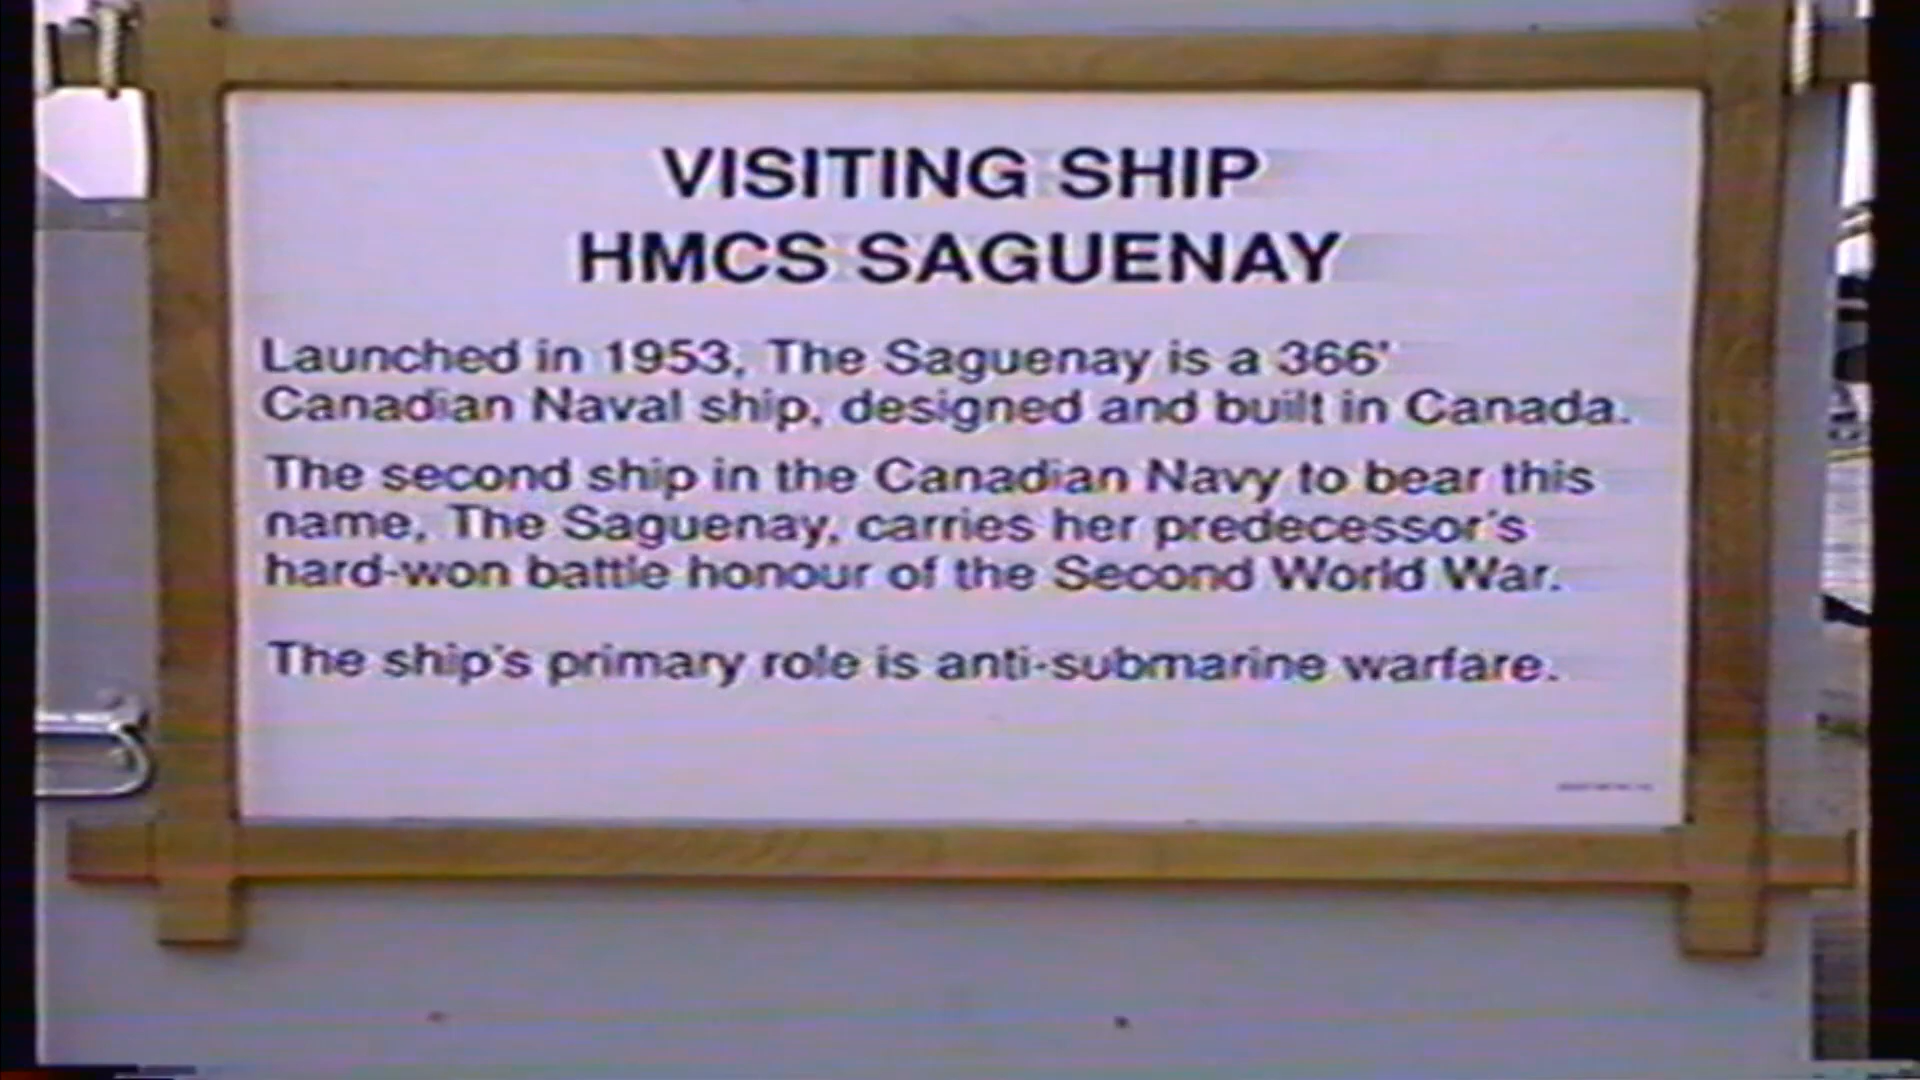 VISITING SHIP
HMCS SAGUENAY
Launched in 1953, The Saguenay is a 366'
Canadian Naval ship, designed and built in Canada.
The second ship in the Canadian Navy to bear this
name, The Saguenay, carries her predecessor's
hard-won battle honour of the Second World War.
The ship's primary role is anti-submarine warfare.